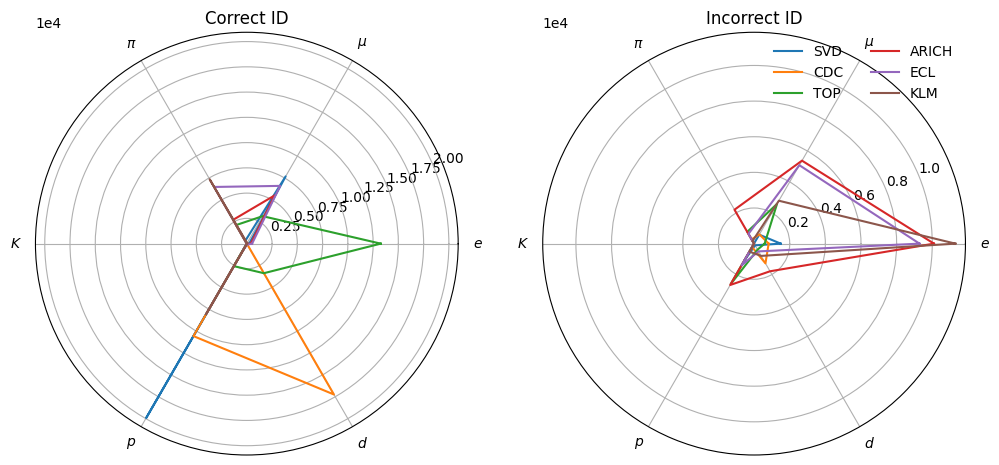 Correct ID
1e4
π
μ
K
e
p
d
0.25
0.50
0.75
1.00
1.25
1.50
1.75
2.00
Incorrect ID
1e4
π
μ
K
e
p
d
0.2
0.4
0.6
0.8
1.0
SVD
CDC
TOP
ARICH
ECL
KLM